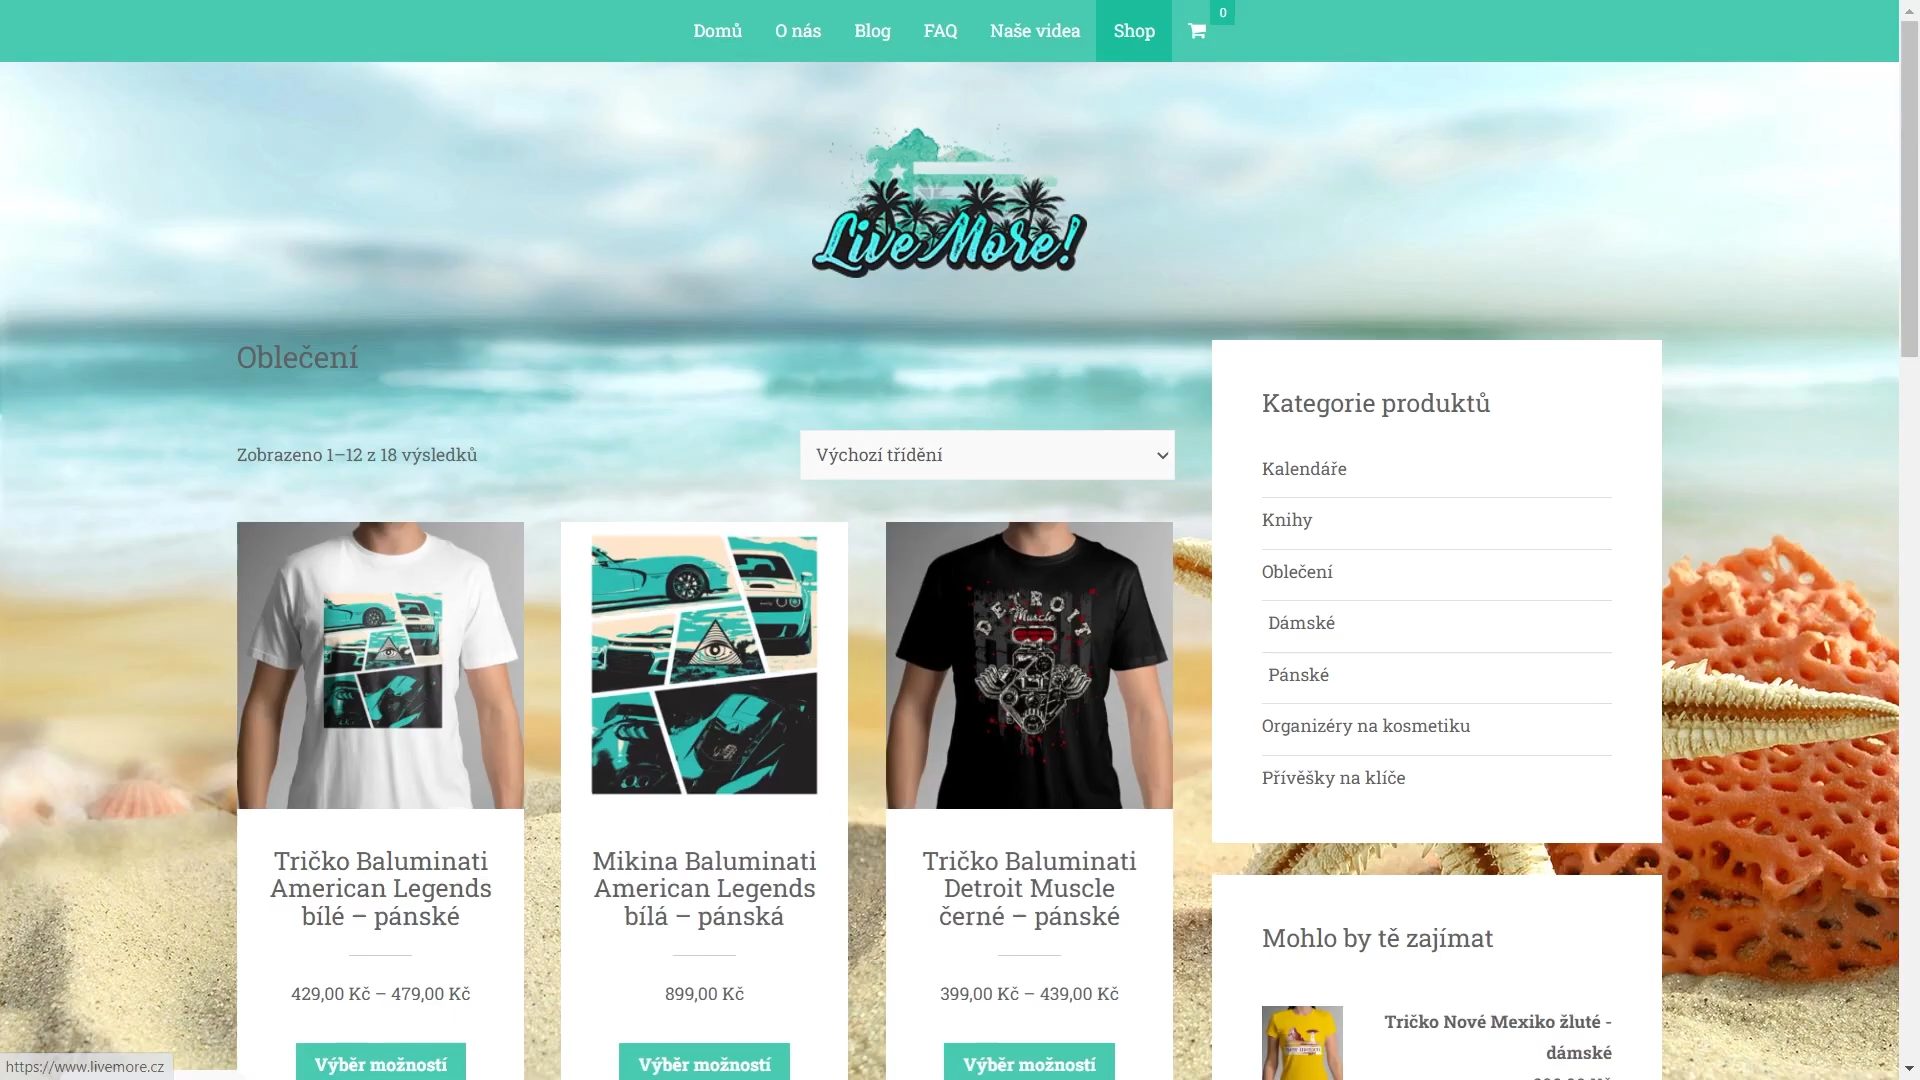 Domů O nás Blog FAQ Naše videa Shop 0
Live More!
Oblečení
Zobrazeno 1–12 z 18 výsledků
Výchozí třídění
DETROIT
Muscle
Tričko Baluminati
American Legends
bílé – pánské
429,00 Kč – 479,00 Kč
Výběr možností
Mikina Baluminati
American Legends
bílá – pánská
899,00 Kč
Výběr možností
Tričko Baluminati
Detroit Muscle
černé – pánské
399,00 Kč – 439,00 Kč
Výběr možností
Kategorie produktů
Kalendáře
Knihy
Oblečení
Dámské
Pánské
Organizéry na kosmetiku
Přívěšky na klíče
Mohlo by tě zajímat
Tričko Nové Mexiko žluté -
dámské
https://www.livemore.cz